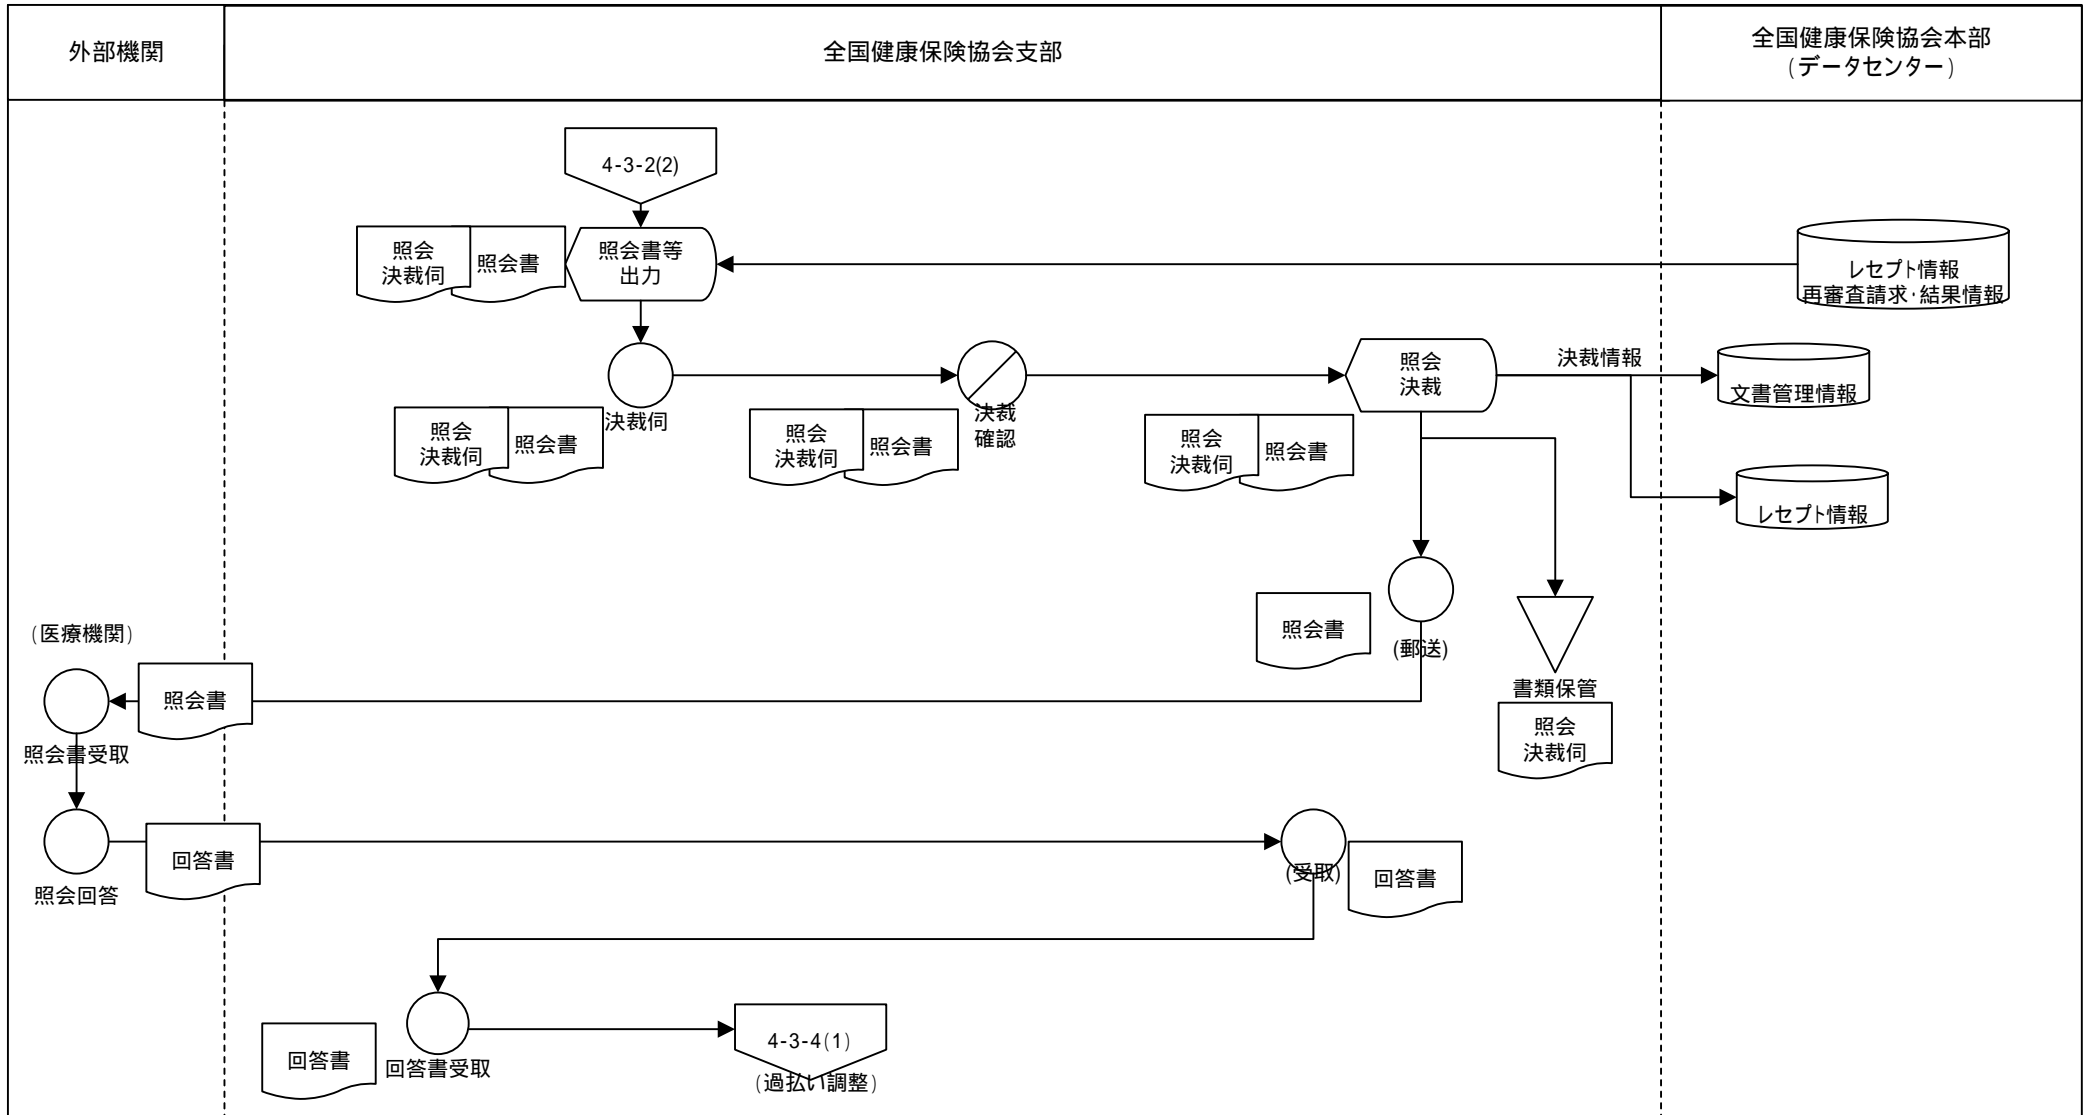 外部機関
全国健康保険協会支部
全国健康保険協会本部
(データセンター)
4-3-2(2)
照会
決裁伺
照会書
照会書等
出力
レセプト情報
再審査請求・結果情報
決裁伺
照会
決裁伺
照会書
決裁
確認
照会
決裁伺
照会書
照会
決裁
照会
決裁伺
照会書
決裁情報
文書管理情報
レセプト情報
照会書
(郵送)
書類保管
照会
決裁伺
(医療機関)
照会書
照会書受取
照会回答
回答書
(受取)
回答書
回答書
回答書受取
4-3-4(1)
(過払い調整)